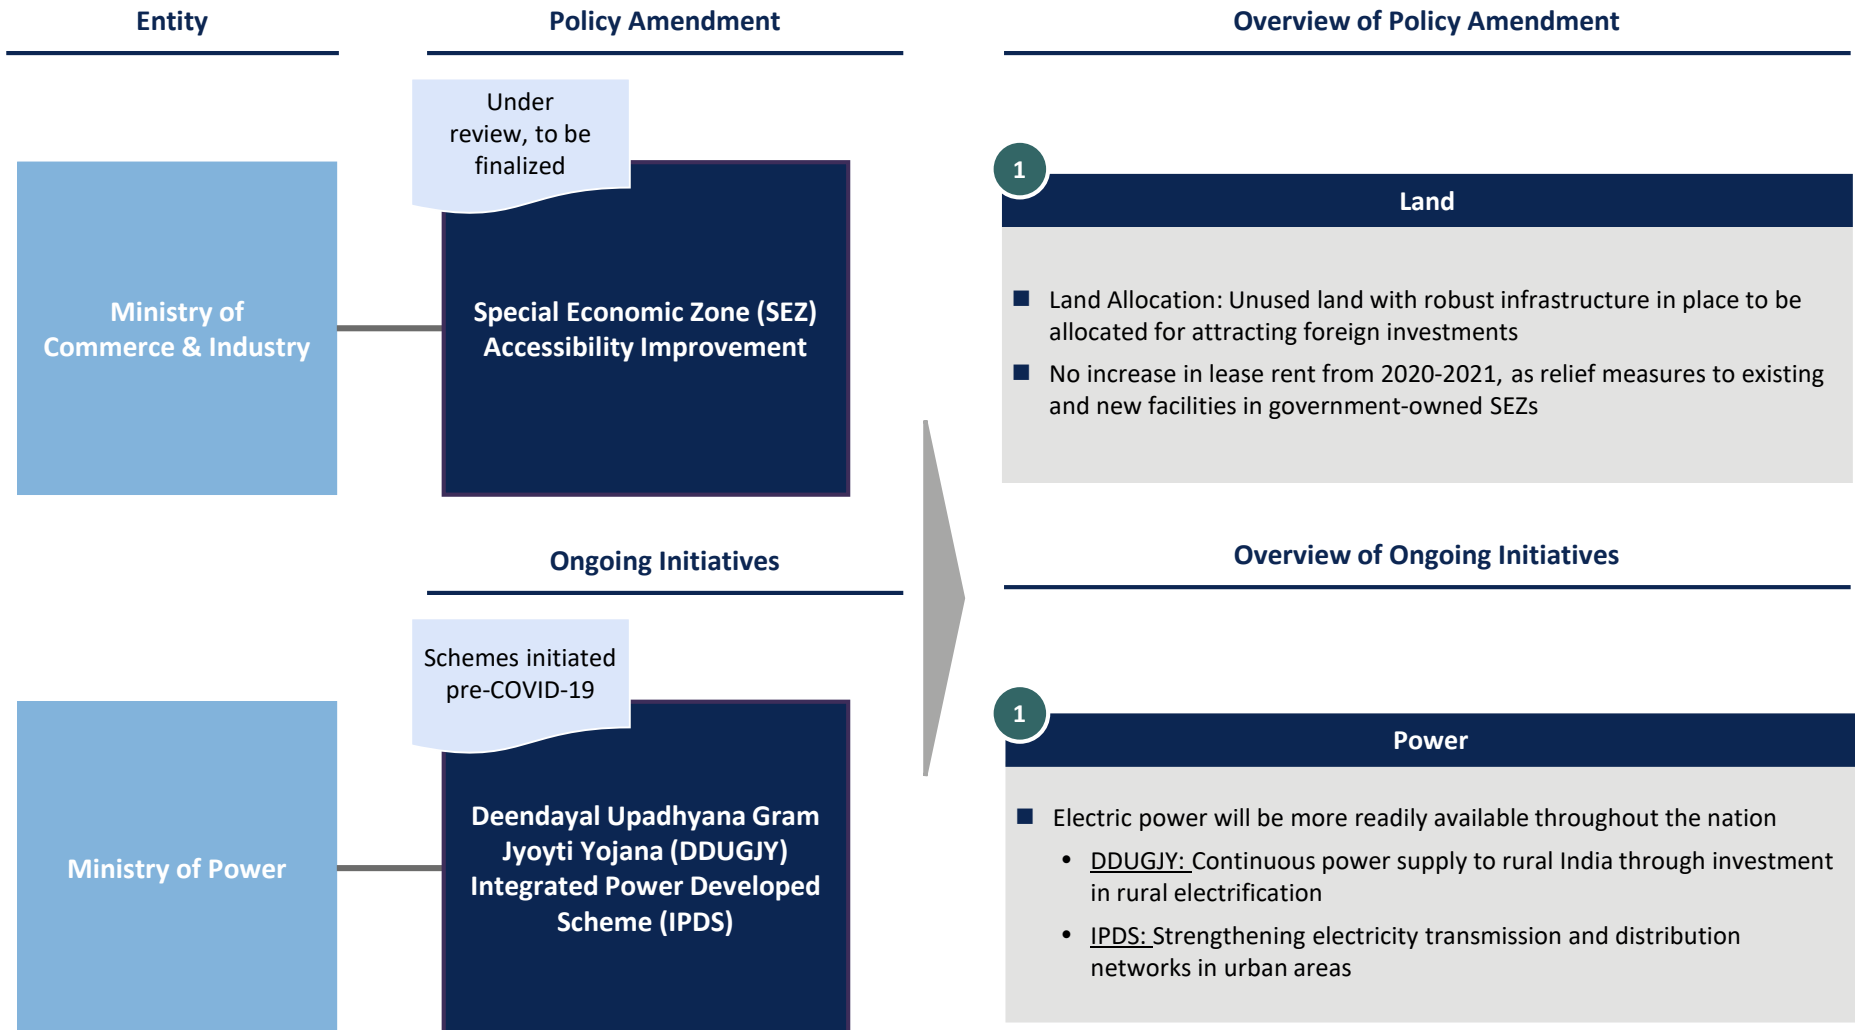 Entity
Policy Amendment
Overview of Policy Amendment
Under
review, to be
finalized
Ministry of
Commerce & Industry
Special Economic Zone (SEZ)
Accessibility Improvement
1
Land
■ Land Allocation: Unused land with robust infrastructure in place to be
allocated for attracting foreign investments
■ No increase in lease rent from 2020-2021, as relief measures to existing
and new facilities in government-owned SEZs
Ongoing Initiatives
Overview of Ongoing Initiatives
Schemes initiated
pre-COVID-19
Ministry of Power
Deendayal Upadhyana Gram
Jyoyti Yojana (DDUGJY)
Integrated Power Developed
Scheme (IPDS)
1
Power
■ Electric power will be more readily available throughout the nation
• DDUGJY: Continuous power supply to rural India through investment
in rural electrification
• IPDS: Strengthening electricity transmission and distribution
networks in urban areas